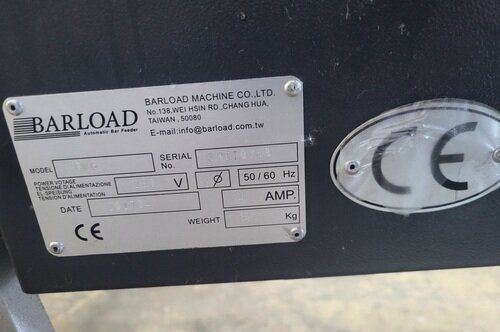 BARLOAD
Automatic Bar Feeder
BARLOAD MACHINE CO.,LTD.
No.138,WEI HSIN RD.,CHANG HUA,
TAIWAN . 50080
E-mail:info@barload.com.tw
MODEL
SERIAL No.
POWER VOTAGE
TENSIONE DI ALIMENTAZIONE
EL-SPEISUNG
TENSION D'ALIMENTATION
V
Ø
50 / 60 Hz
AMP.
DATE
WEIGHT
Kg
CE
CE